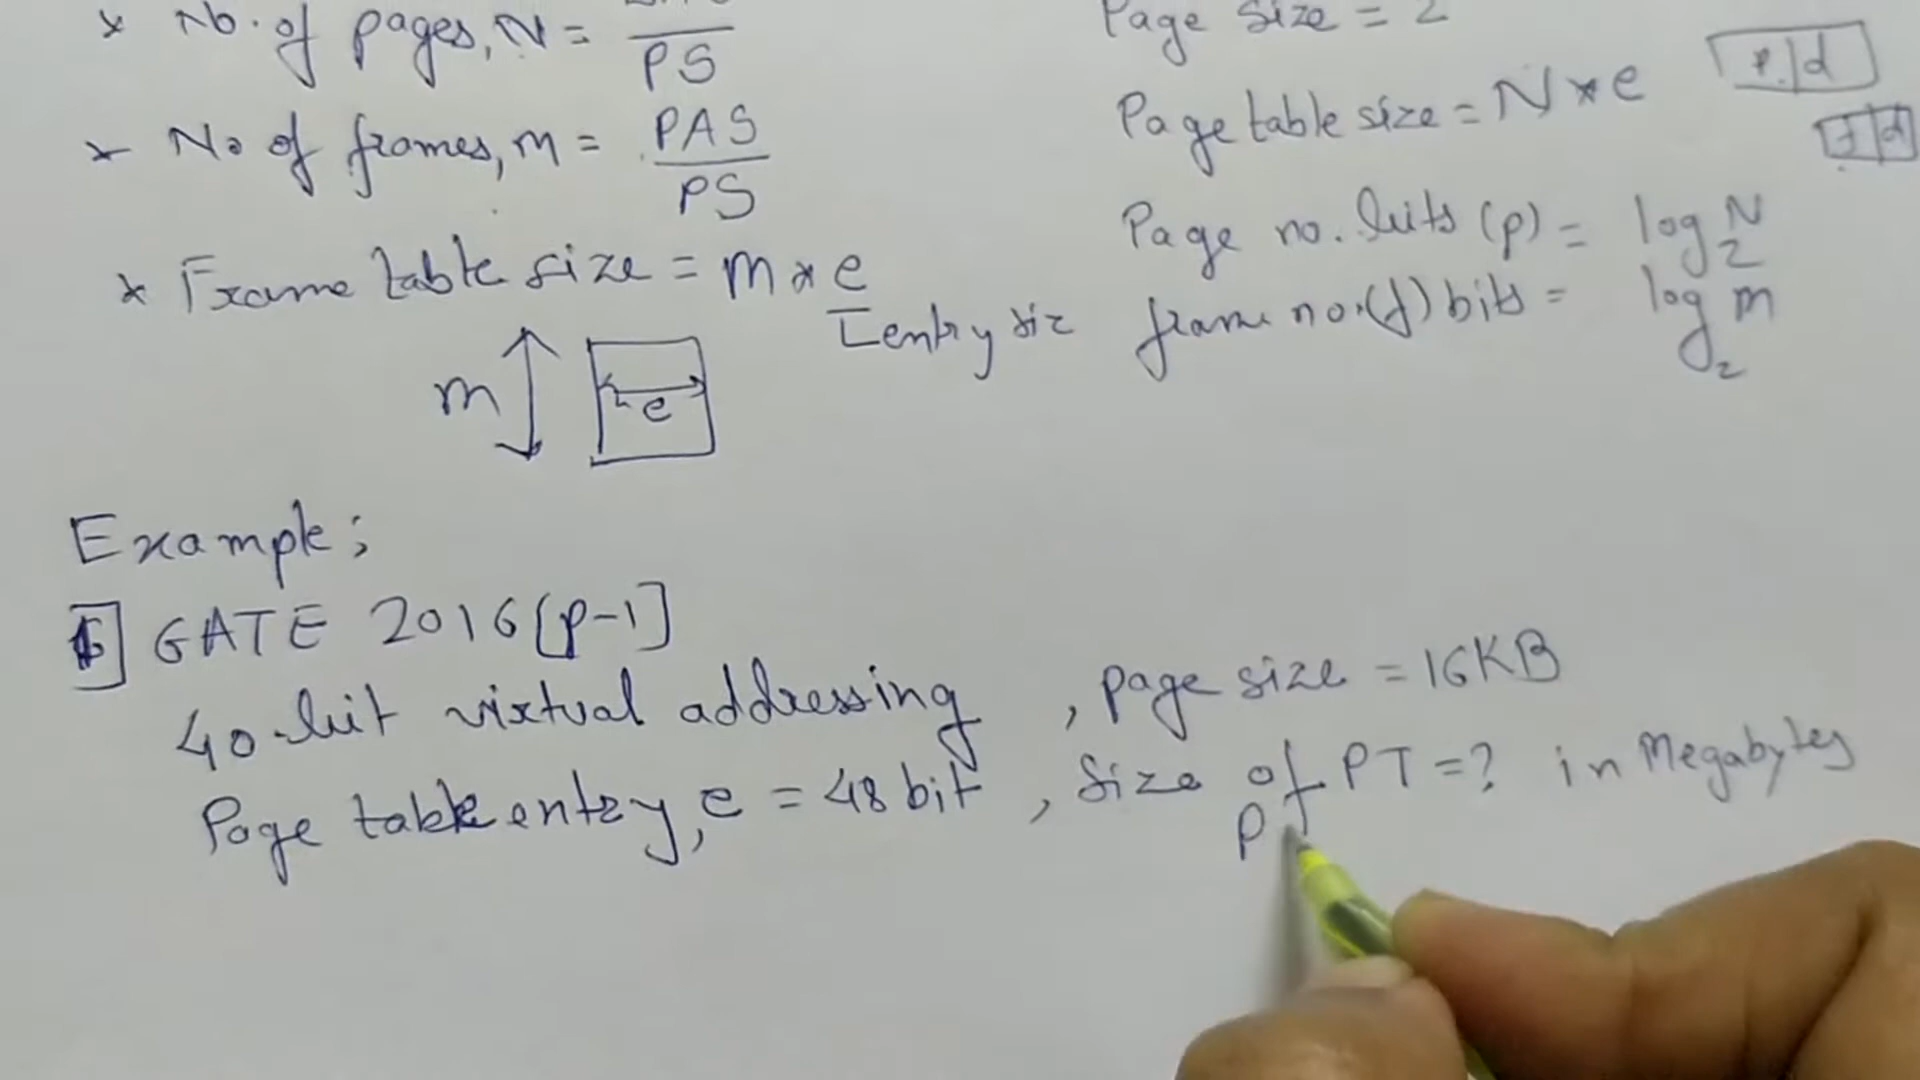 * No. of pages, N =
PS
* No of frames, m = PAS
PS
* Frame table size = m * e
entry siz
m
e
Page size = 2
Page table size = N * e
p d
f d
Page no. bits (p) = log2 N
frame no. (f) bits = log2 m
Example;
1] GATE 2016 [p-1]
40-bit virtual addressing , page size = 16KB
Page table entry, e = 48 bit , Size of PT = ? in Megabytes
P